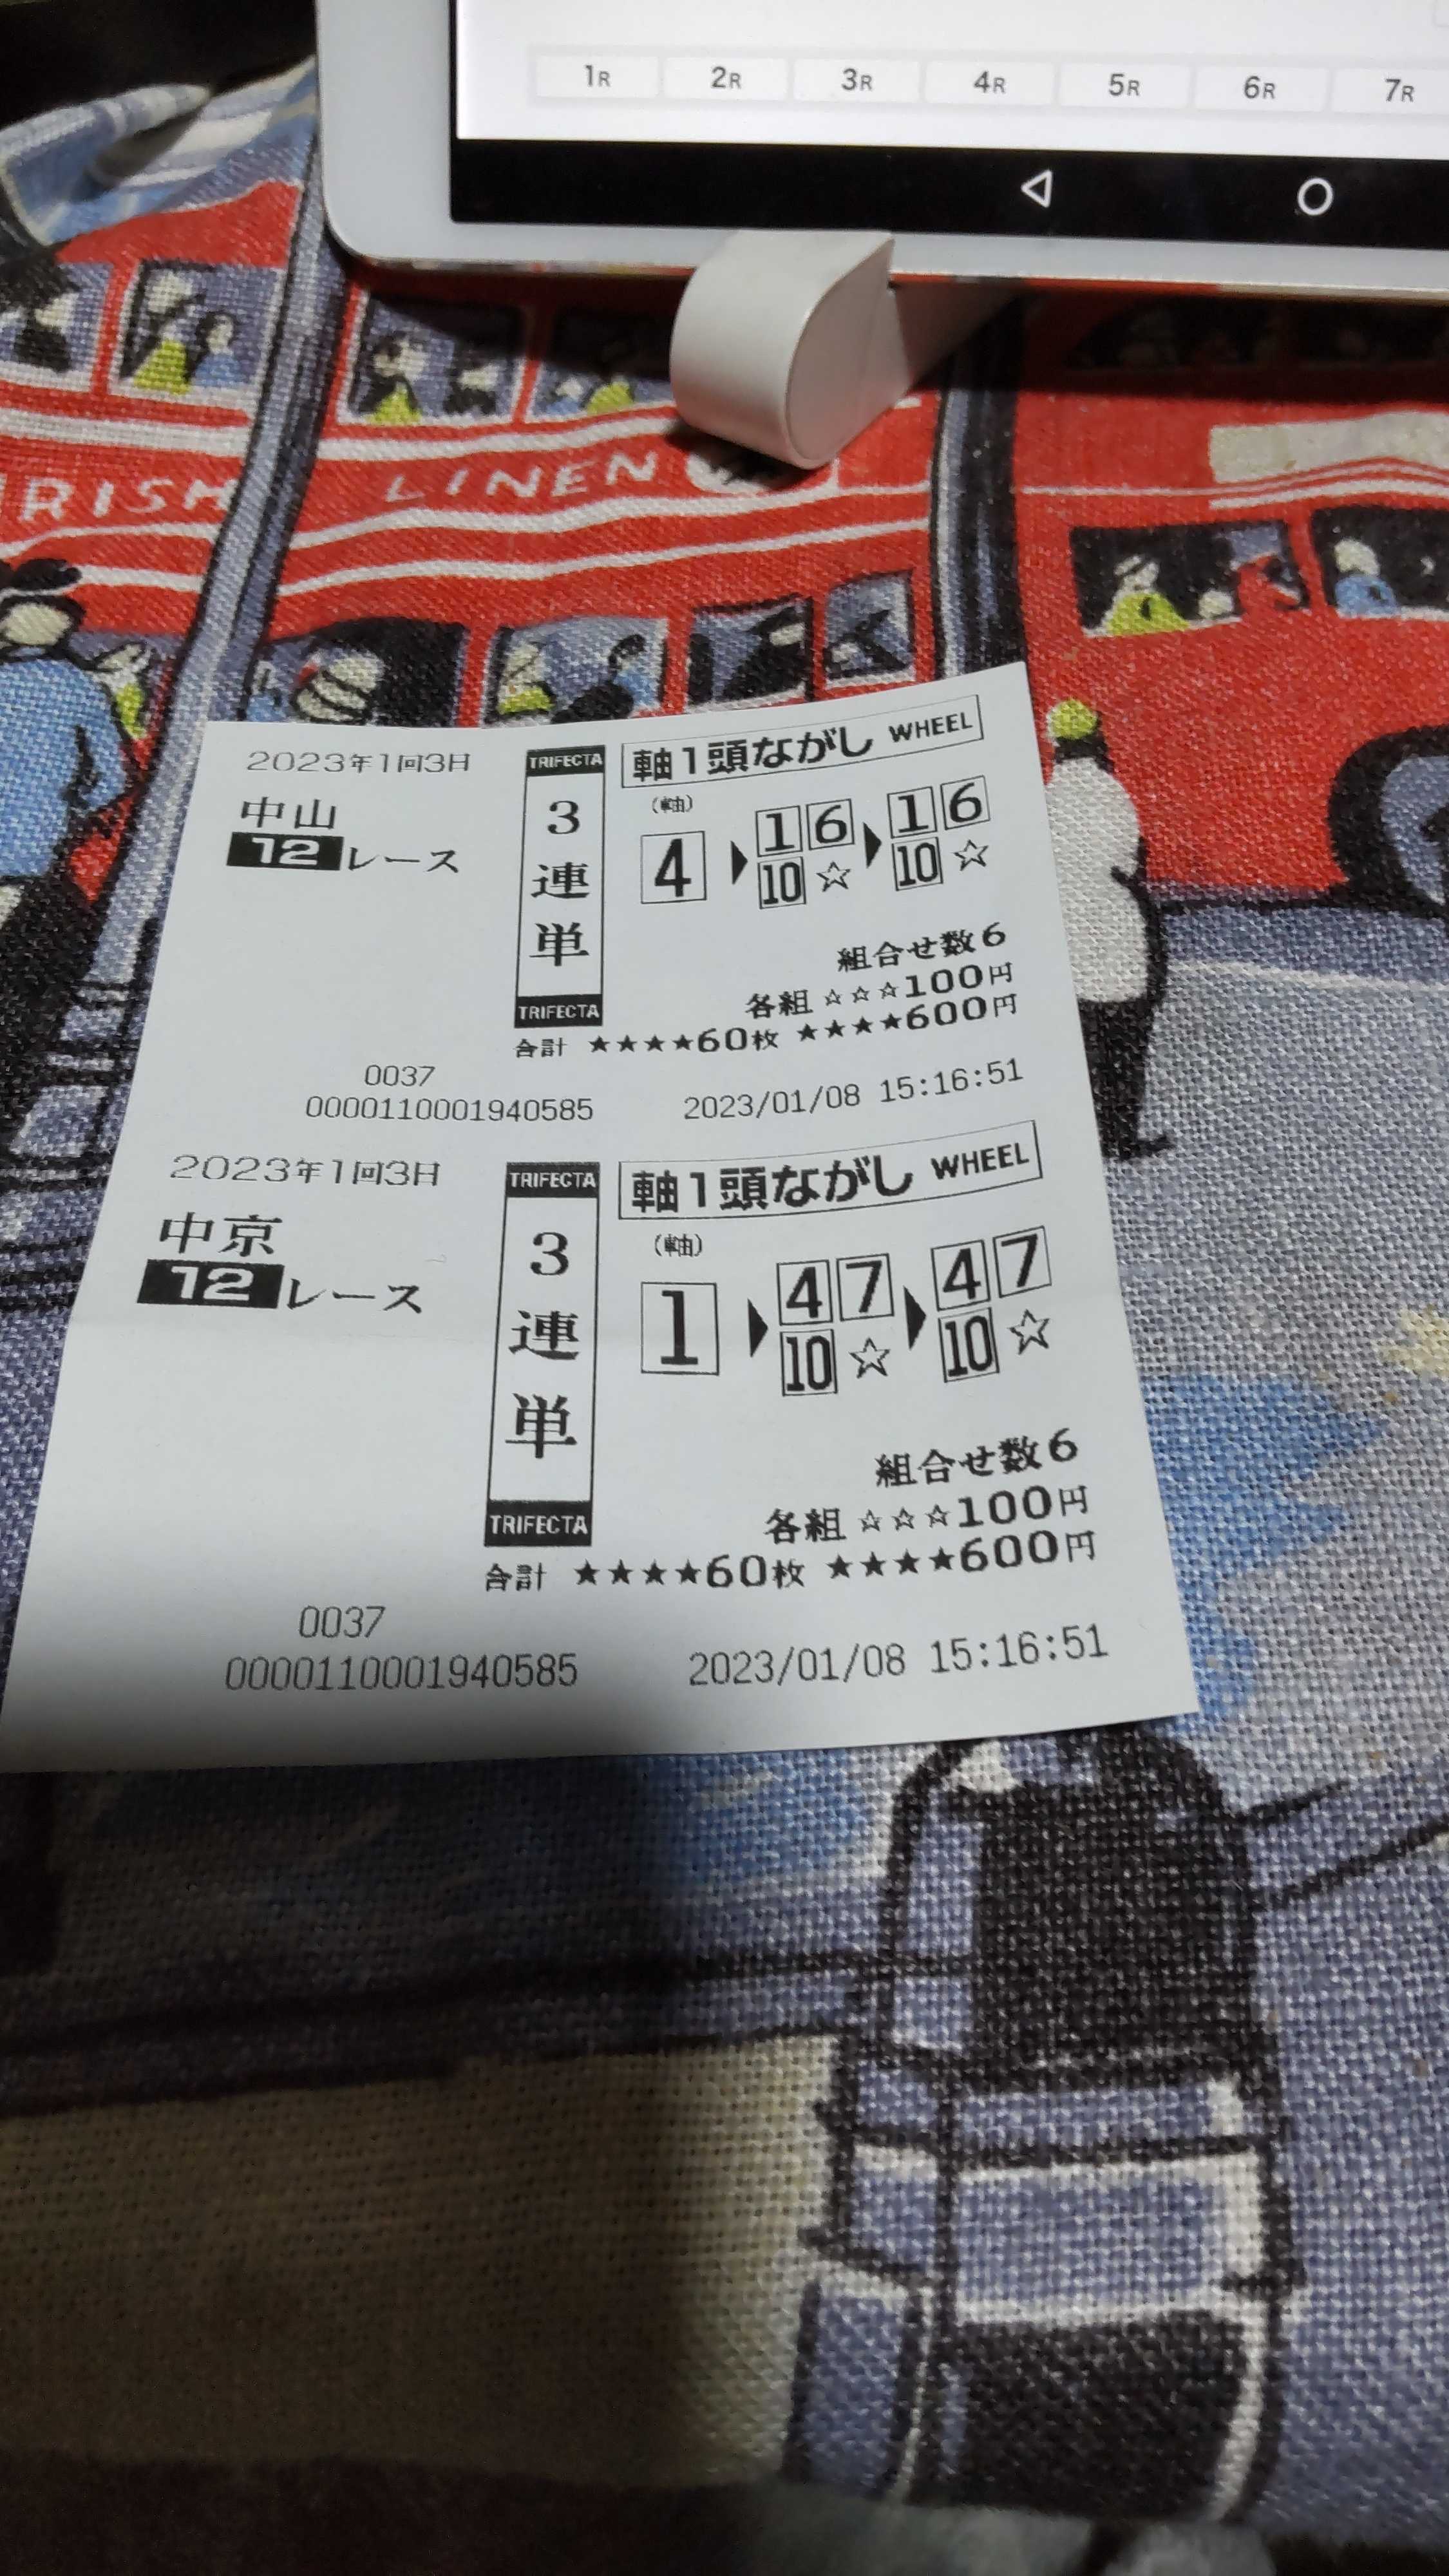 1R 2R 3R 4R 5R 6R 7R
RISH LINEN
2023年1回3日
中山
12レース
TRIFECTA
3連単
TRIFECTA
軸1頭ながし WHEEL
(軸)
4 ▶ 1 6 10 ☆ ▶ 1 6 10 ☆
組合せ数6
各組 ☆☆☆100円
合計 ★★★★60枚 ★★★★600円
0037
0000110001940585 2023/01/08 15:16:51
2023年1回3日
中京
12レース
TRIFECTA
3連単
TRIFECTA
軸1頭ながし WHEEL
(軸)
1 ▶ 4 7 10 ☆ ▶ 4 7 10 ☆
組合せ数6
各組 ☆☆☆100円
合計 ★★★★60枚 ★★★★600円
0037
0000110001940585 2023/01/08 15:16:51